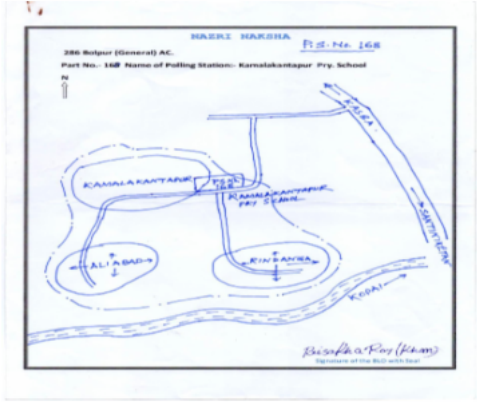 NAZRI NAKSHA
P.S. No. 168
286 Bolpur (General) AC.
Part No.- 168 Name of Polling Station:- Kamalakantapur Pry. School
N
KASBA
KAMALAKANTAPUR
P.S. NO.
168
KAMALAKANTAPUR
PRY SCHOOL
SANTINIKETAN
ALIABAD
KOPAI
Signature of the BLO with Seal